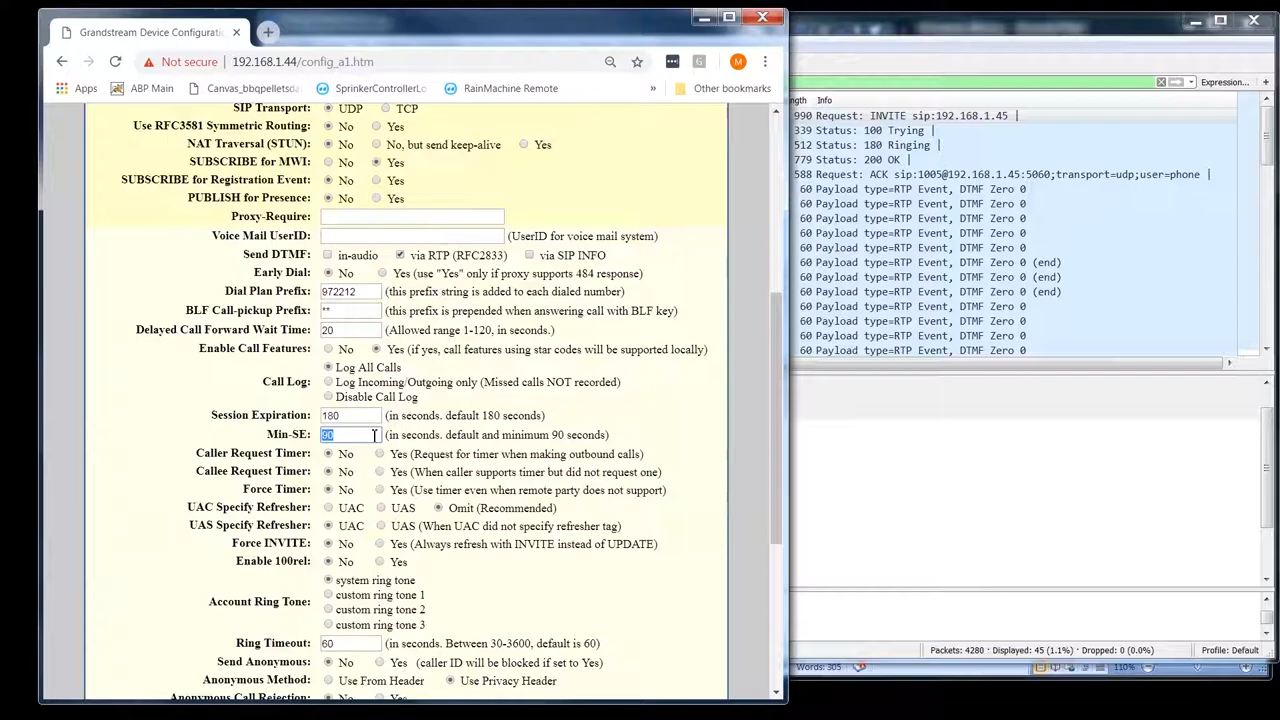 Grandstream Device Configuratio
Not secure | 192.168.1.44/config_a1.htm
M
Apps ABP Main Canvas_bbqpelletsda SprinkerControllerLo RainMachine Remote » Other bookmarks
SIP Transport: UDP TCP
Use RFC3581 Symmetric Routing: No Yes
NAT Traversal (STUN): No No, but send keep-alive Yes
SUBSCRIBE for MWI: No Yes
SUBSCRIBE for Registration Event: No Yes
PUBLISH for Presence: No Yes
Proxy-Require:
Voice Mail UserID: (UserID for voice mail system)
Send DTMF: in-audio via RTP (RFC2833) via SIP INFO
Early Dial: No Yes (use "Yes" only if proxy supports 484 response)
Dial Plan Prefix: 972212 (this prefix string is added to each dialed number)
BLF Call-pickup Prefix: ** (this prefix is prepended when answering call with BLF key)
Delayed Call Forward Wait Time: 20 (Allowed range 1-120, in seconds.)
Enable Call Features: No Yes (if yes, call features using star codes will be supported locally)
Log All Calls
Call Log: Log Incoming/Outgoing only (Missed calls NOT recorded)
Disable Call Log
Session Expiration: 180 (in seconds. default 180 seconds)
Min-SE: 90 (in seconds. default and minimum 90 seconds)
Caller Request Timer: No Yes (Request for timer when making outbound calls)
Callee Request Timer: No Yes (When caller supports timer but did not request one)
Force Timer: No Yes (Use timer even when remote party does not support)
UAC Specify Refresher: UAC UAS Omit (Recommended)
UAS Specify Refresher: UAC UAS (When UAC did not specify refresher tag)
Force INVITE: No Yes (Always refresh with INVITE instead of UPDATE)
Enable 100rel: No Yes
system ring tone
custom ring tone 1
Account Ring Tone:
custom ring tone 2
custom ring tone 3
Ring Timeout: 60 (in seconds. Between 30-3600, default is 60)
Send Anonymous: No Yes (caller ID will be blocked if set to Yes)
Anonymous Method: Use From Header Use Privacy Header
Anonymous Call Rejection: No Yes
Expression... +
ngth Info
990 Request: INVITE sip:192.168.1.45 |
339 Status: 100 Trying |
512 Status: 180 Ringing |
779 Status: 200 OK |
588 Request: ACK sip:1005@192.168.1.45:5060;transport=udp;user=phone |
60 Payload type=RTP Event, DTMF Zero 0
60 Payload type=RTP Event, DTMF Zero 0
60 Payload type=RTP Event, DTMF Zero 0
60 Payload type=RTP Event, DTMF Zero 0
60 Payload type=RTP Event, DTMF Zero 0
60 Payload type=RTP Event, DTMF Zero 0 (end)
60 Payload type=RTP Event, DTMF Zero 0 (end)
60 Payload type=RTP Event, DTMF Zero 0 (end)
60 Payload type=RTP Event, DTMF Zero 0
60 Payload type=RTP Event, DTMF Zero 0
60 Payload type=RTP Event, DTMF Zero 0
Packets: 4280 · Displayed: 45 (1.1%) · Dropped: 0 (0.0%) Profile: Default
Words: 305 110%